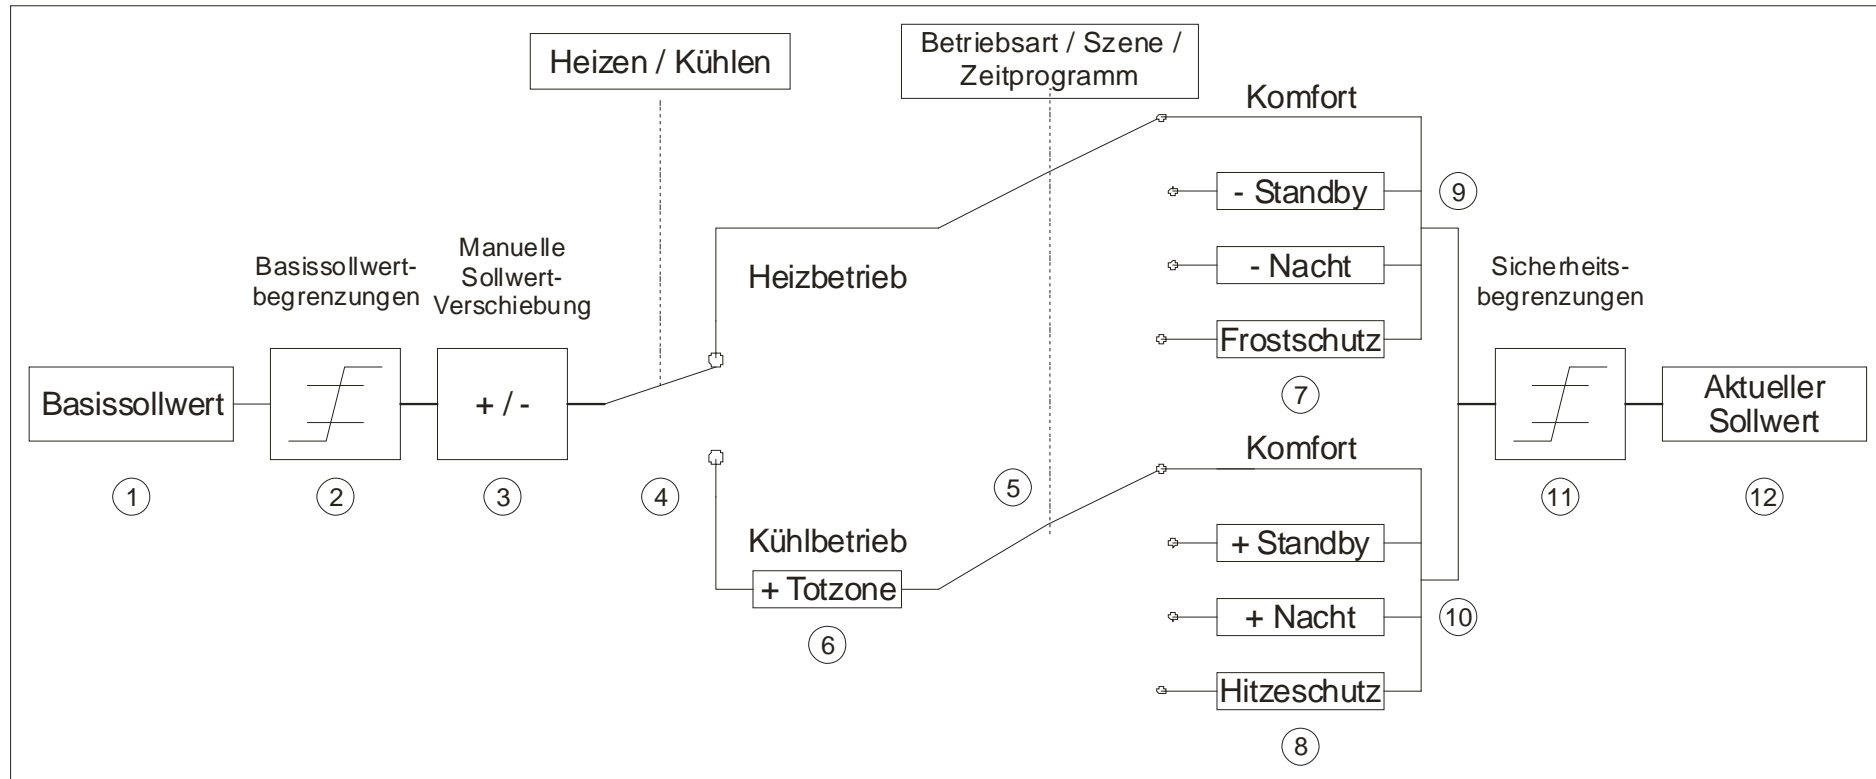 Heizen / Kühlen
Betriebsart / Szene /
Zeitprogramm
Komfort
- Standby
9
- Nacht
Frostschutz
7
Basissollwert-
begrenzungen
Manuelle
Sollwert-
Verschiebung
Heizbetrieb
Sicherheits-
begrenzungen
Basissollwert
+ / -
Aktueller
Sollwert
1
2
3
4
5
11
12
Komfort
Kühlbetrieb
+ Totzone
6
+ Standby
+ Nacht
10
Hitzeschutz
8